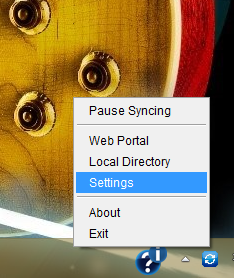 Pause Syncing
Web Portal
Local Directory
Settings
About
Exit